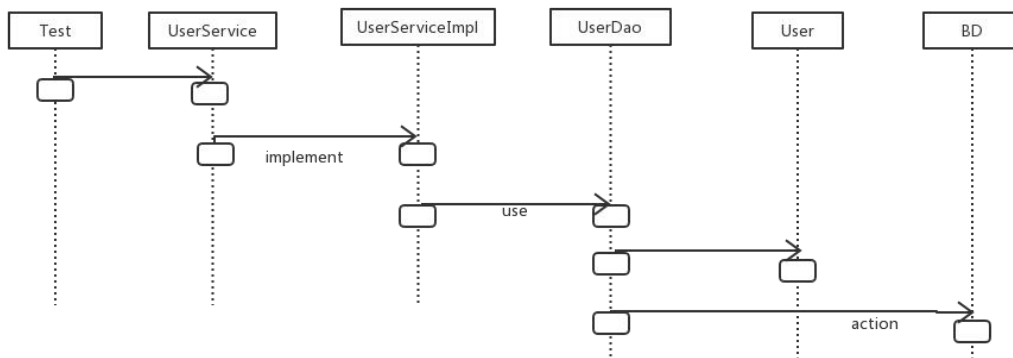 Test
UserService
UserServiceImpl
UserDao
User
BD
implement
use
action